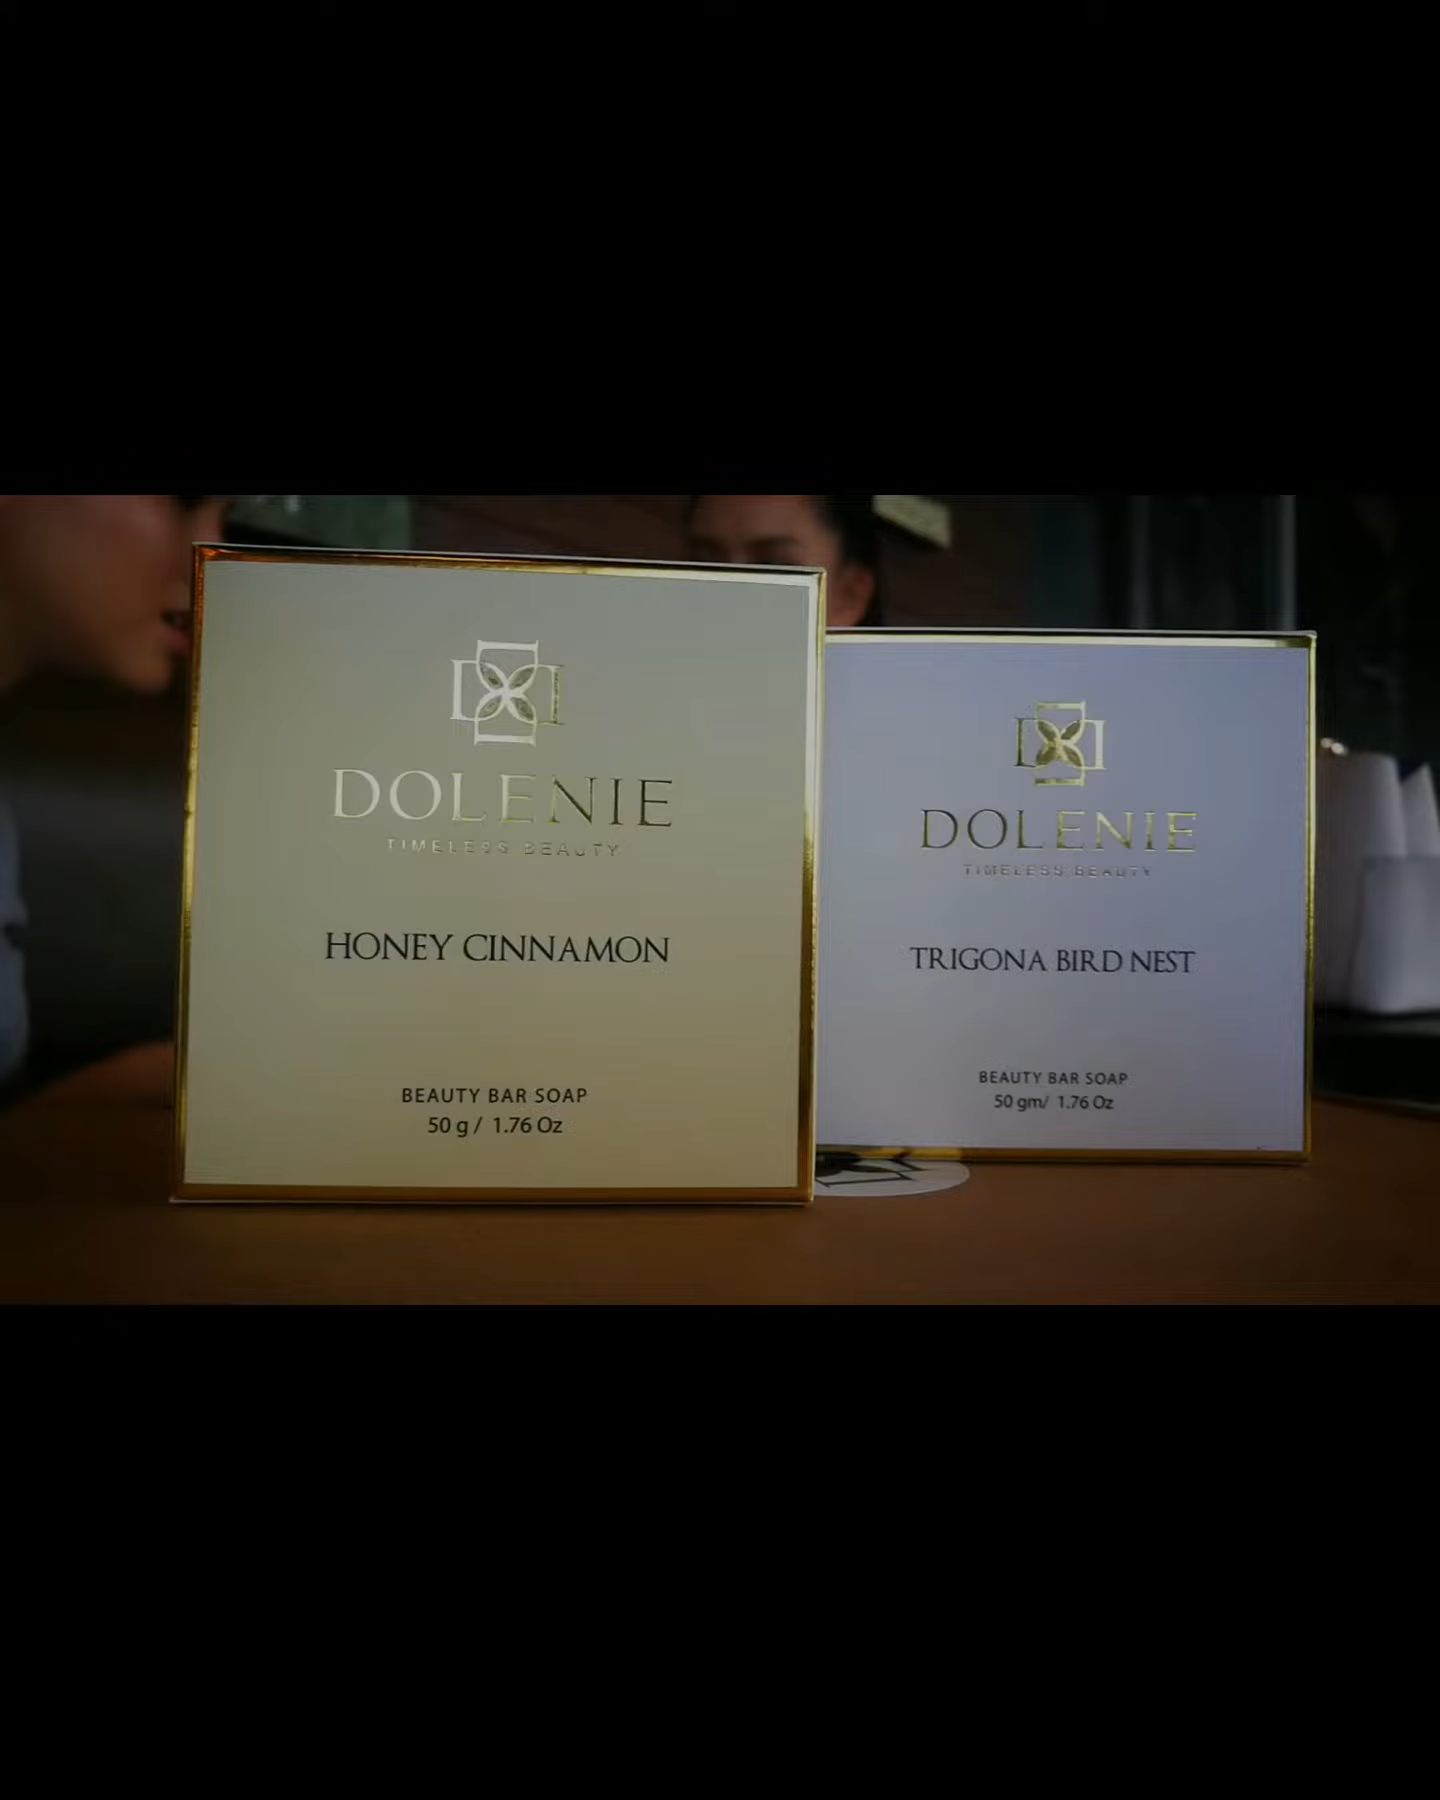 DOLENIE
TIMELESS BEAUTY
HONEY CINNAMON
BEAUTY BAR SOAP
50 g / 1.76 Oz
DOLENIE
TIMELESS BEAUTY
TRIGONA BIRD NEST
BEAUTY BAR SOAP
50 gm/ 1.76 Oz